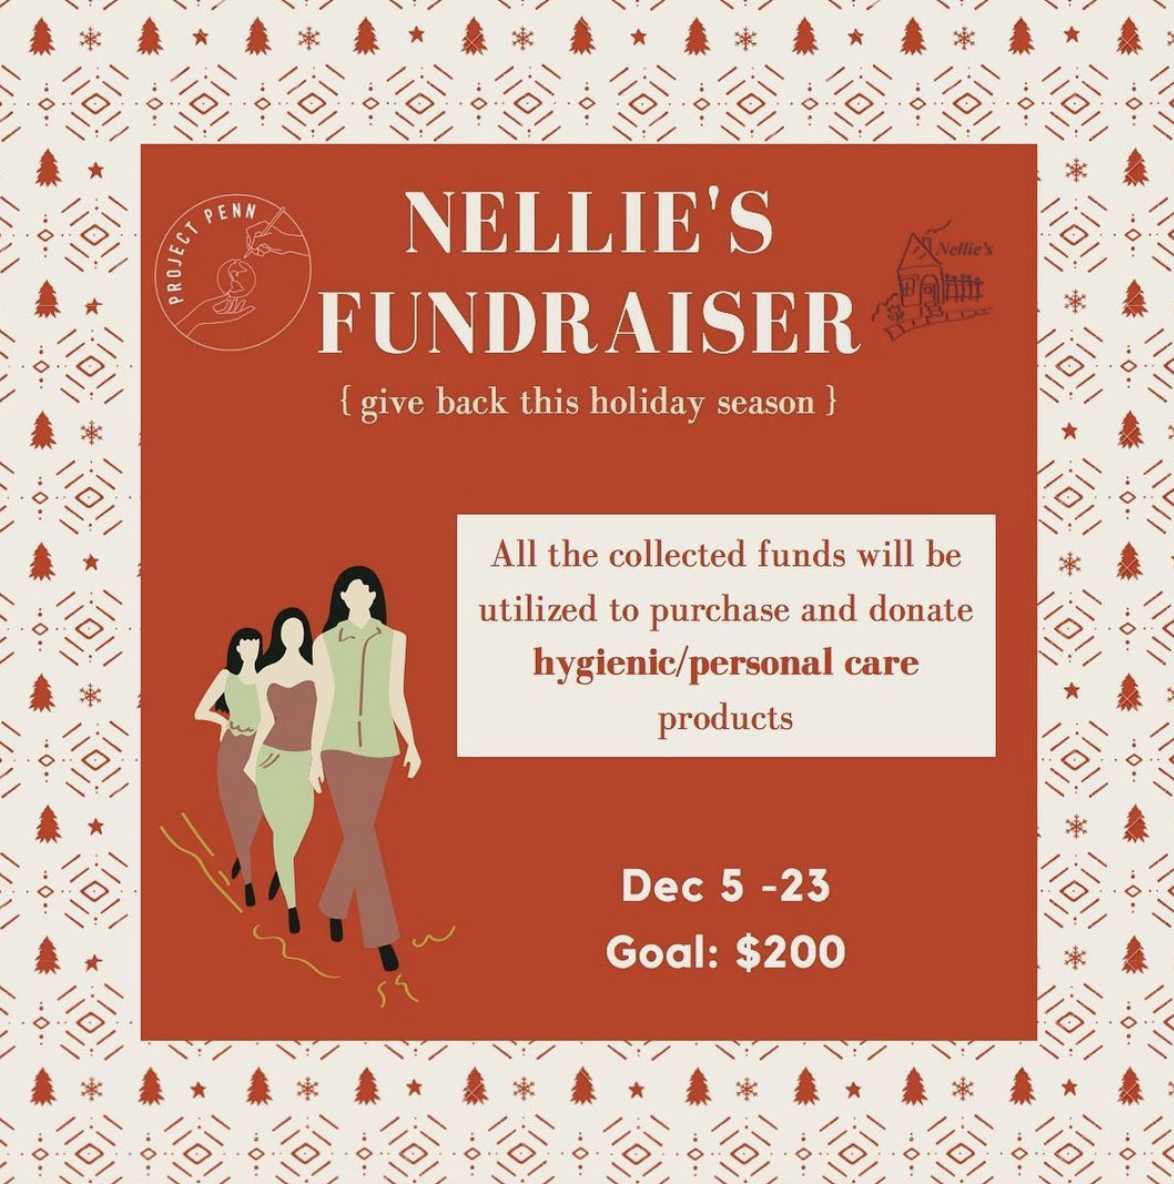 PROJECT PENN
NELLIE'S
FUNDRAISER
Nellie's
{ give back this holiday season }
All the collected funds will be
utilized to purchase and donate
hygienic/personal care
products
Dec 5 -23
Goal: $200